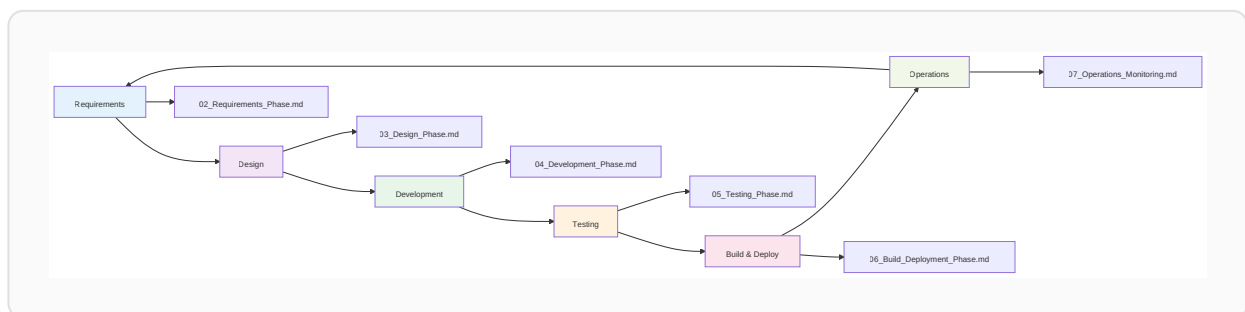 Operations
07_Operations_Monitoring.md
Requirements
02_Requirements_Phase.md
03_Design_Phase.md
Design
04_Development_Phase.md
Development
05_Testing_Phase.md
Testing
Build & Deploy
06_Build_Deployment_Phase.md